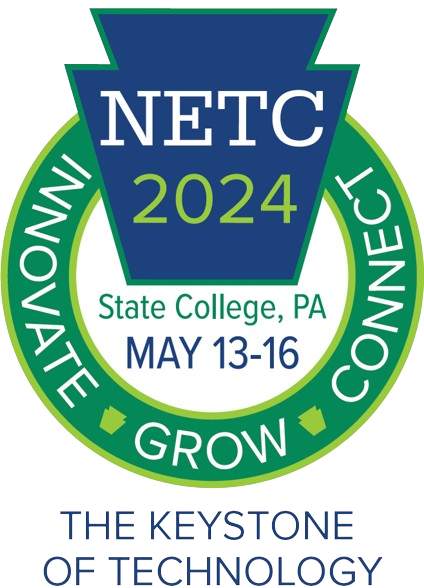 NETC
2024
State College, PA
MAY 13-16
INNOVATE
GROW
CONNECT
THE KEYSTONE
OF TECHNOLOGY